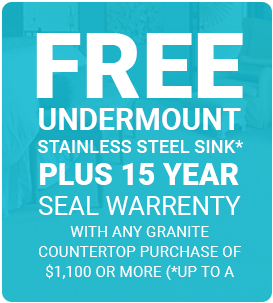 FREE
UNDERMOUNT
STAINLESS STEEL SINK*
PLUS 15 YEAR
SEAL WARRENTY
WITH ANY GRANITE
COUNTERTOP PURCHASE OF
$1,100 OR MORE (*UP TO A